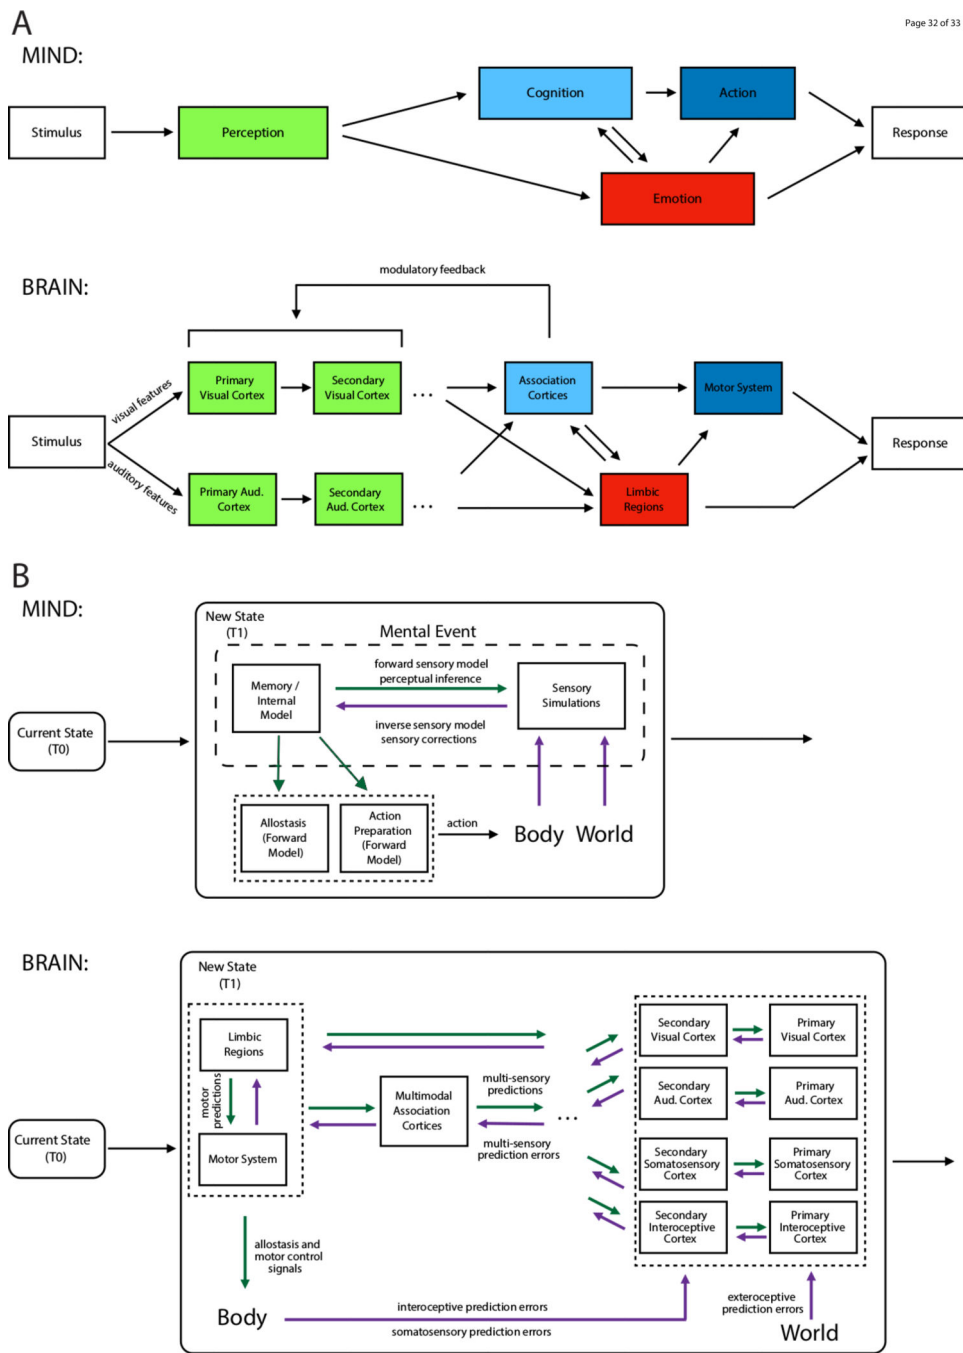 A
Page 32 of 33
MIND:
Stimulus
Perception
Cognition
Action
Emotion
Response
BRAIN:
modulatory feedback
Stimulus
visual features
auditory features
Primary
Visual Cortex
Secondary
Visual Cortex
...
Primary Aud.
Cortex
Secondary
Aud. Cortex
...
Association
Cortices
Motor System
Limbic
Regions
Response
B
MIND:
Current State
(T0)
New State
(T1)
Mental Event
Memory /
Internal
Model
forward sensory model
perceptual inference
inverse sensory model
sensory corrections
Sensory
Simulations
Allostasis
(Forward
Model)
Action
Preparation
(Forward
Model)
action
Body
World
BRAIN:
Current State
(T0)
New State
(T1)
Limbic
Regions
motor
predictions
Motor System
Multimodal
Association
Cortices
multi-sensory
predictions
...
multi-sensory
prediction errors
Secondary
Visual Cortex
Primary
Visual Cortex
Secondary
Aud. Cortex
Primary
Aud. Cortex
Secondary
Somatosensory
Cortex
Primary
Somatosensory
Cortex
Secondary
Interoceptive
Cortex
Primary
Interoceptive
Cortex
allostasis and
motor control
signals
Body
interoceptive prediction errors
somatosensory prediction errors
exteroceptive
prediction errors
World